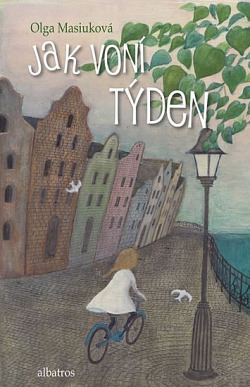 Olga Masiuková
JAK VONÍ
TÝDEN
albatros